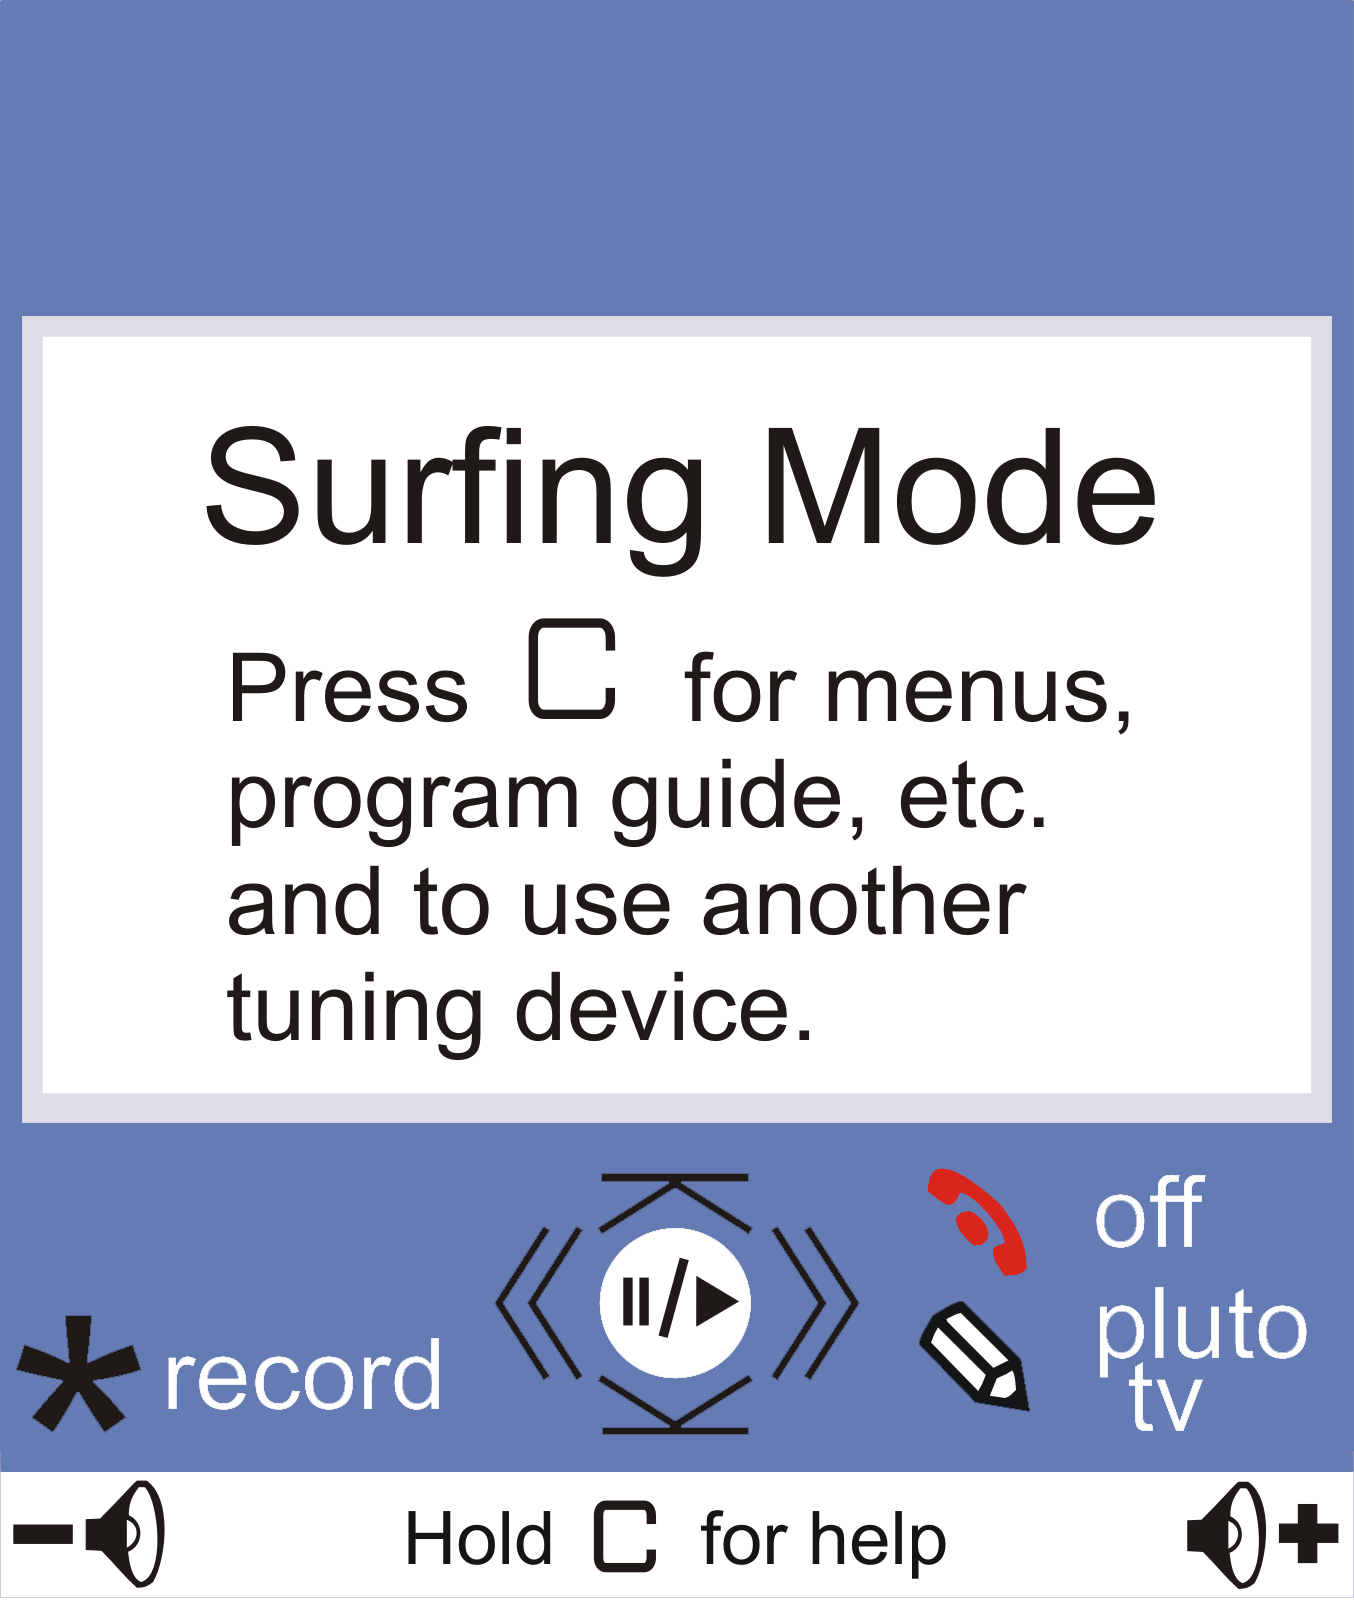 Surfing Mode
Press C for menus,
program guide, etc.
and to use another
tuning device.
off
pluto
tv
* record
Hold C for help